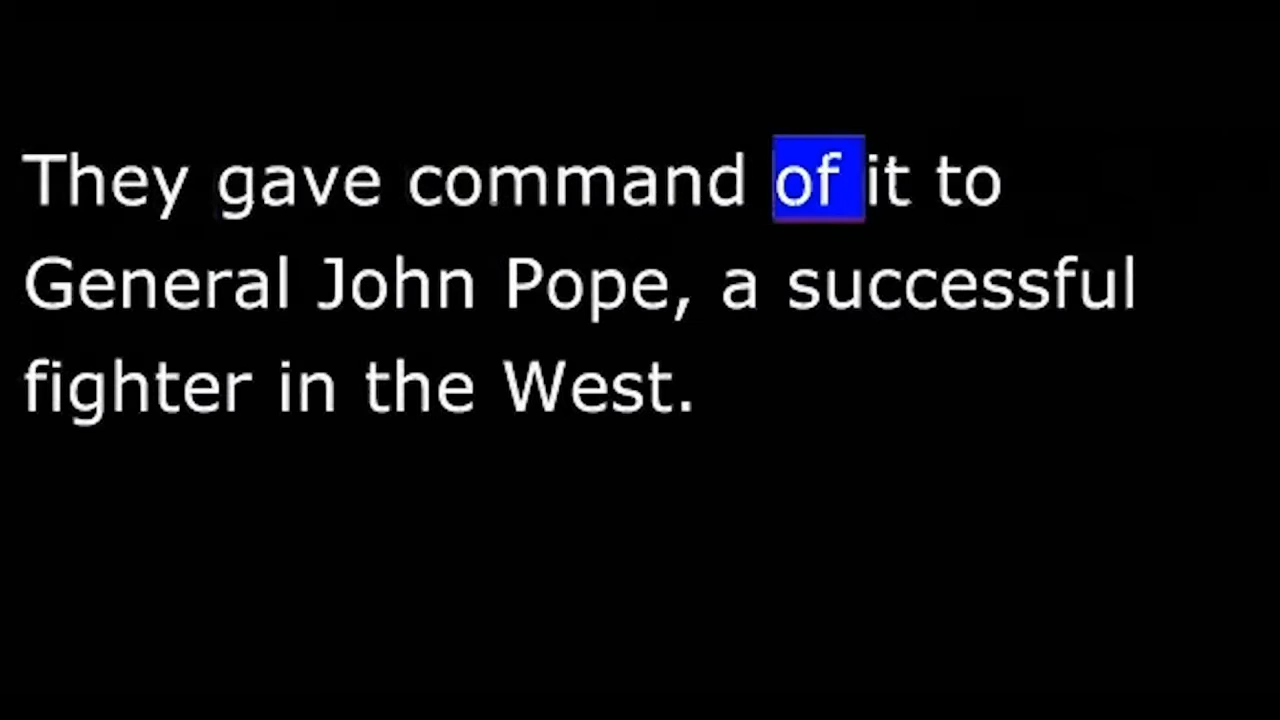 They gave command of it to
General John Pope, a successful
fighter in the West.